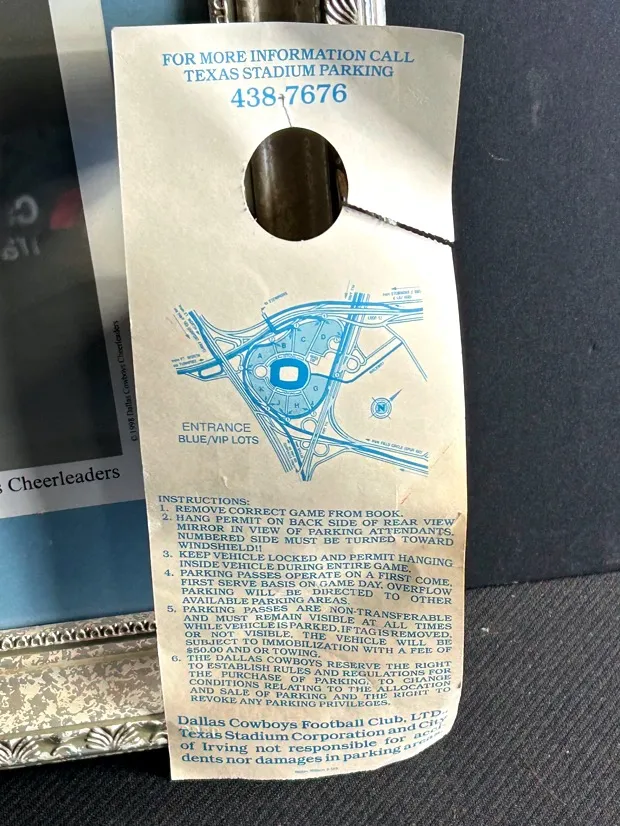 FOR MORE INFORMATION CALL
TEXAS STADIUM PARKING
438-7676
LOOP 12
A
B
C
D
K
H
G
N
ENTRANCE
BLUE/VIP LOTS
© 1998 Dallas Cowboys Cheerleaders
s Cheerleaders
INSTRUCTIONS:
1. REMOVE CORRECT GAME FROM BOOK.
2. HANG PERMIT ON BACK SIDE OF REAR VIEW
MIRROR IN VIEW OF PARKING ATTENDANTS.
NUMBERED SIDE MUST BE TURNED TOWARD
WINDSHIELD!!
3. KEEP VEHICLE LOCKED AND PERMIT HANGING
INSIDE VEHICLE DURING ENTIRE GAME.
4. PARKING PASSES OPERATE ON A FIRST COME,
FIRST SERVE BASIS ON GAME DAY. OVERFLOW
PARKING WILL BE DIRECTED TO OTHER
AVAILABLE PARKING AREAS.
5. PARKING PASSES ARE NON-TRANSFERABLE
AND MUST REMAIN VISIBLE AT ALL TIMES
WHILE VEHICLE IS PARKED. IF TAG IS REMOVED,
OR NOT VISIBLE, THE VEHICLE WILL BE
SUBJECT TO IMMOBILIZATION WITH A FEE OF
$50.00 AND OR TOWING.
6. THE DALLAS COWBOYS RESERVE THE RIGHT
TO ESTABLISH RULES AND REGULATIONS FOR
THE PURCHASE OF PARKING, TO CHANGE
CONDITIONS RELATING TO THE ALLOCATION
AND SALE OF PARKING AND THE RIGHT TO
REVOKE ANY PARKING PRIVILEGES.
Dallas Cowboys Football Club, LTD.,
Texas Stadium Corporation and City
of Irving not responsible for acci
dents nor damages in parking areas.